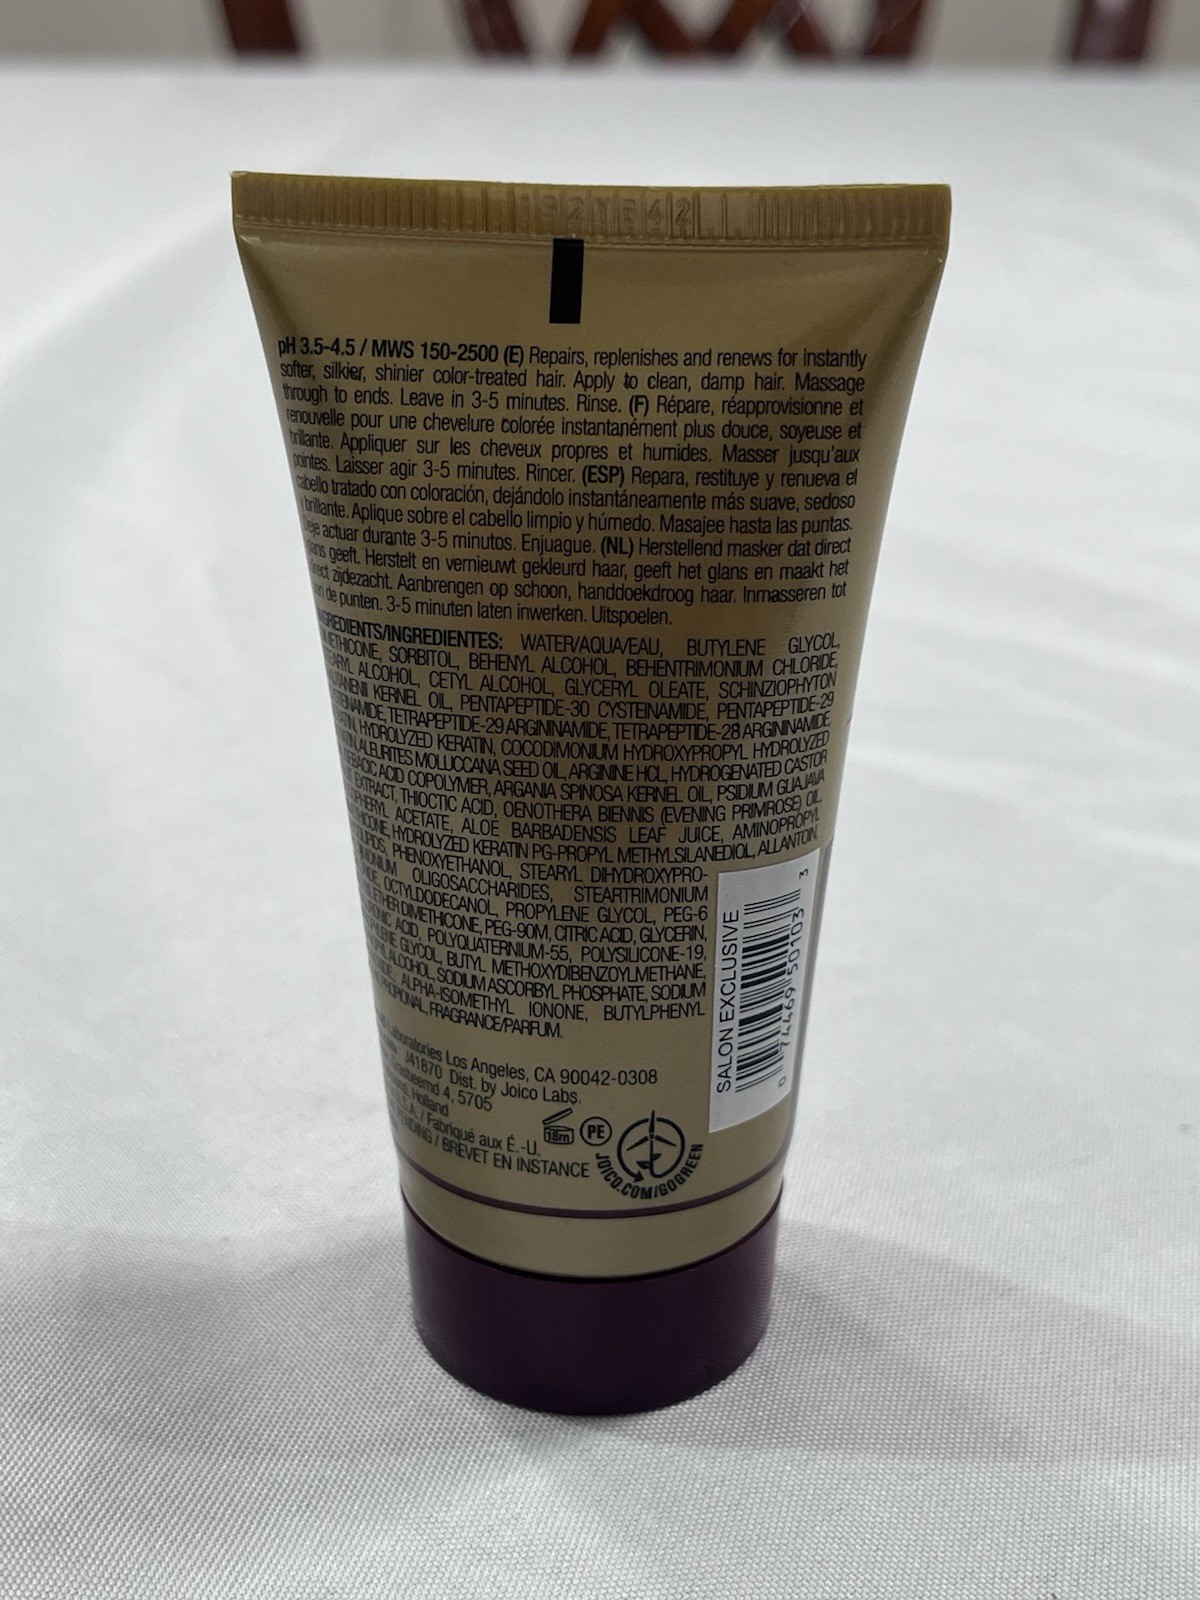 192YB42
pH 3.5-4.5 / MWS 150-2500 (E) Repairs, replenishes and renews for instantly
softer, silkier, shinier color-treated hair. Apply to clean, damp hair. Massage
through to ends. Leave in 3-5 minutes. Rinse. (F) Répare, réapprovisionne et
renouvelle pour une chevelure colorée instantanément plus douce, soyeuse et
brillante. Appliquer sur les cheveux propres et humides. Masser jusqu'aux
pointes. Laisser agir 3-5 minutes. Rincer. (ESP) Repara, restituye y renueva el
cabello tratado con coloración, dejándolo instantáneamente más suave, sedoso
y brillante. Aplique sobre el cabello limpio y húmedo. Masajee hasta las puntas.
Deje actuar durante 3-5 minutos. Enjuague. (NL) Herstellend masker dat direct
glans geeft. Herstelt en vernieuwt gekleurd haar, geeft het glans en maakt het
direct zijdezacht. Aanbrengen op schoon, handdoekdroog haar. Inmasseren tot
de punten. 3-5 minuten laten inwerken. Uitspoelen.
WATER/AQUA/EAU, BUTYLENE GLYCOL,
SORBITOL, BEHENYL ALCOHOL, BEHENTRIMONIUM CHLORIDE,
ALCOHOL, CETYL ALCOHOL, GLYCERYL OLEATE, SCHINZIOPHYTON
KERNEL OIL, PENTAPEPTIDE-30 CYSTEINAMIDE, PENTAPEPTIDE-29
TETRAPEPTIDE-29 ARGININAMIDE, TETRAPEPTIDE-28 ARGININAMIDE,
HYDROLYZED KERATIN, COCODIMONIUM HYDROXYPROPYL HYDROLYZED
ALEURITES MOLUCCANA SEED OIL, ARGININE HCL, HYDROGENATED CASTOR
ACID COPOLYMER, ARGANIA SPINOSA KERNEL OIL, PSIDIUM GUAJAVA
EXTRACT, THIOCTIC ACID, OENOTHERA BIENNIS (EVENING PRIMROSE) OIL,
ACETATE, ALOE BARBADENSIS LEAF JUICE, AMINOPROPYL
HYDROLYZED KERATIN PG-PROPYL METHYLSILANEDIOL, ALLANTOIN,
PHENOXYETHANOL, STEARYL DIHYDROXYPRO-
OLIGOSACCHARIDES, STEARTRIMONIUM
OCTYLDODECANOL, PROPYLENE GLYCOL, PEG-6
DIMETHICONE, PEG-90M, CITRIC ACID, GLYCERIN,
ACID, POLYQUATERNIUM-55, POLYSILICONE-19,
GLYCOL, BUTYL METHOXYDIBENZOYLMETHANE,
ALCOHOL, SODIUM ASCORBYL PHOSPHATE, SODIUM
ALPHA-ISOMETHYL IONONE, BUTYLPHENYL
FRAGRANCE/PARFUM.
Laboratories Los Angeles, CA 90042-0308
J41870 Dist. by Joico Labs.
4, 5705
Holland
/ Fabriqué aux É.-U.
/ BREVET EN INSTANCE
18m
PE
JOICO.COM/GOGREEN
SALON EXCLUSIVE
0 74469 50103 3